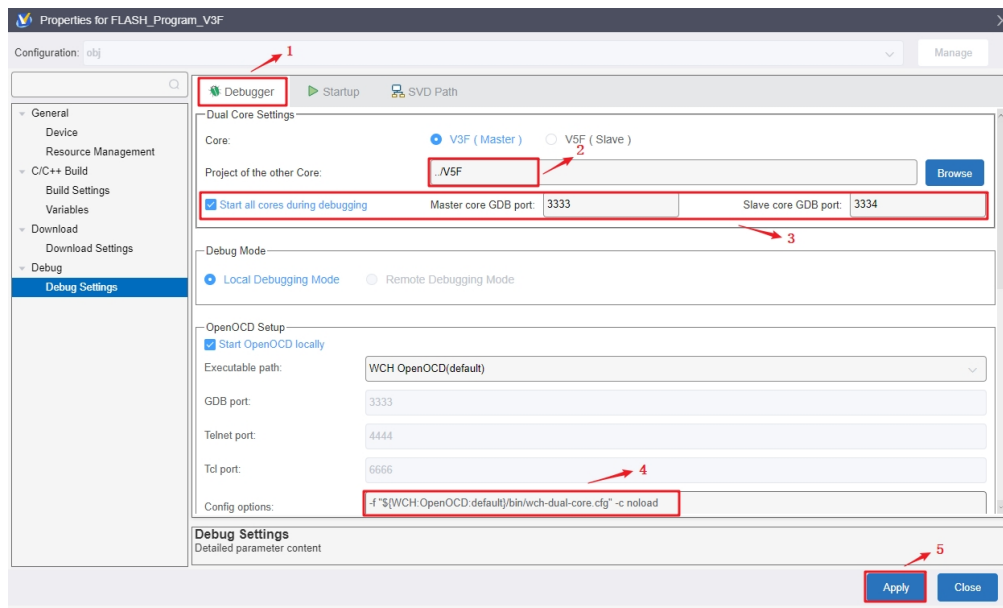 Properties for FLASH_Program_V3F
Configuration: obj
Manage
1
Debugger
Startup
SVD Path
General
Device
Resource Management
C/C++ Build
Build Settings
Variables
Download
Download Settings
Debug
Debug Settings
Dual Core Settings
Core:
V3F ( Master )
V5F ( Slave )
2
Project of the other Core:
../V5F
Browse
Start all cores during debugging
Master core GDB port: 3333
Slave core GDB port: 3334
3
Debug Mode
Local Debugging Mode
Remote Debugging Mode
OpenOCD Setup
Start OpenOCD locally
Executable path:
WCH OpenOCD(default)
GDB port:
3333
Telnet port:
4444
Tcl port:
6666
4
Config options:
-f "${WCH:OpenOCD:default}/bin/wch-dual-core.cfg" -c noload
Debug Settings
Detailed parameter content
5
Apply
Close